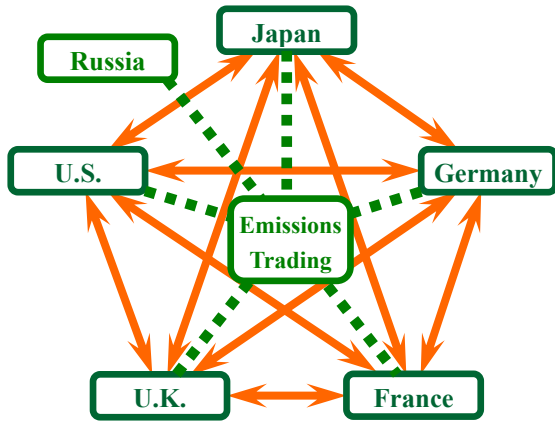 Japan
Russia
U.S.
Germany
Emissions
Trading
U.K.
France